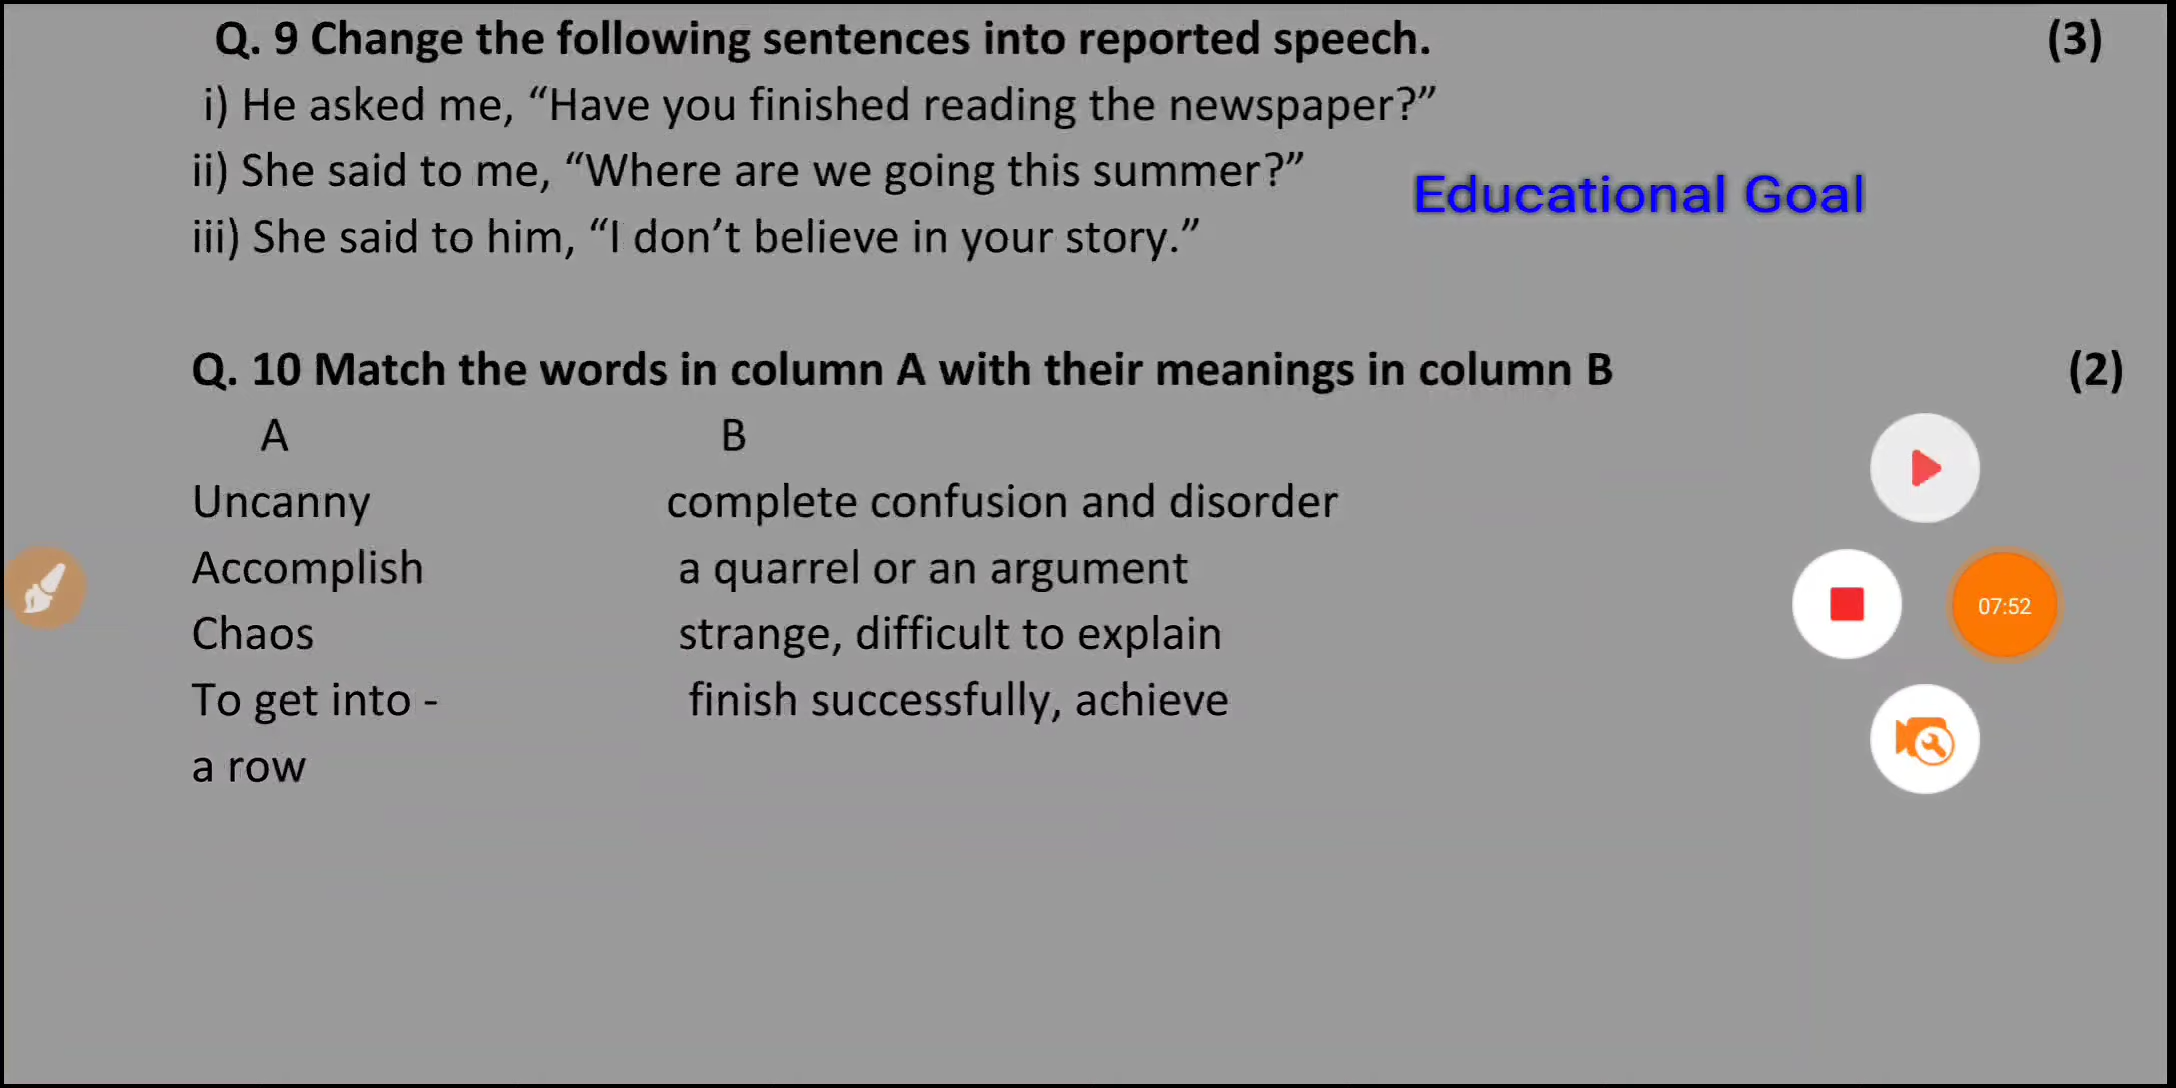 Q. 9 Change the following sentences into reported speech. (3)
i) He asked me, “Have you finished reading the newspaper?”
ii) She said to me, “Where are we going this summer?”
Educational Goal
iii) She said to him, “I don’t believe in your story.”
Q. 10 Match the words in column A with their meanings in column B (2)
A B
Uncanny complete confusion and disorder
Accomplish a quarrel or an argument
07:52
Chaos strange, difficult to explain
To get into - finish successfully, achieve
a row